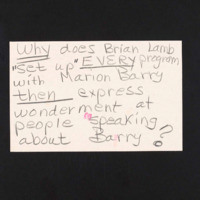 Why does Brian Lamb
"set up" EVERY program
with Marion Barry
then express
wonderment at
people speaking
about Barry?